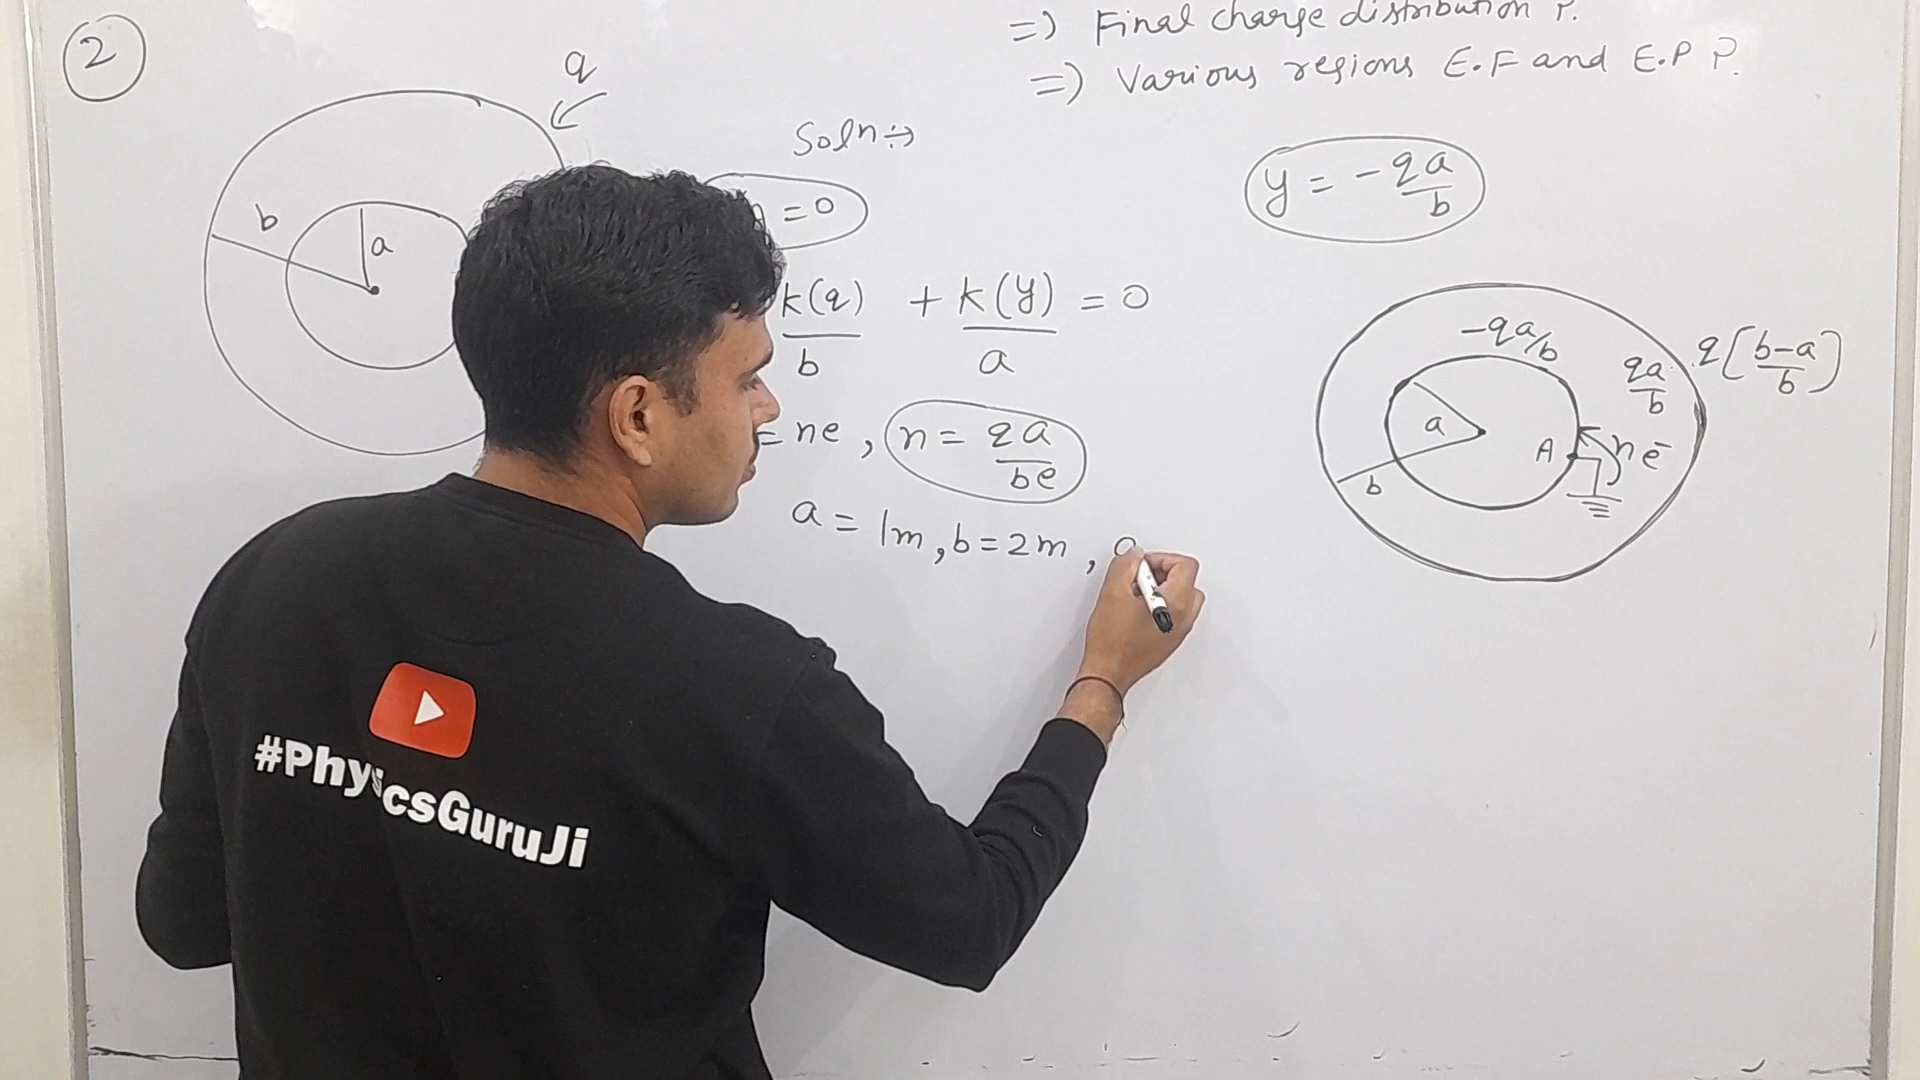 =) Final charge distribution ?.
=) Various regions E.F and E.P ?.
2
q
b
a
Soln :→
= 0
k(q)/b + k(y)/a = 0
= ne , n = qa/be
a = 1m, b = 2m ,
y = - qa/b
-qa/b
qa/b
q[b-a/b]
a
b
A
ne⁻
#PhysicsGuruJi